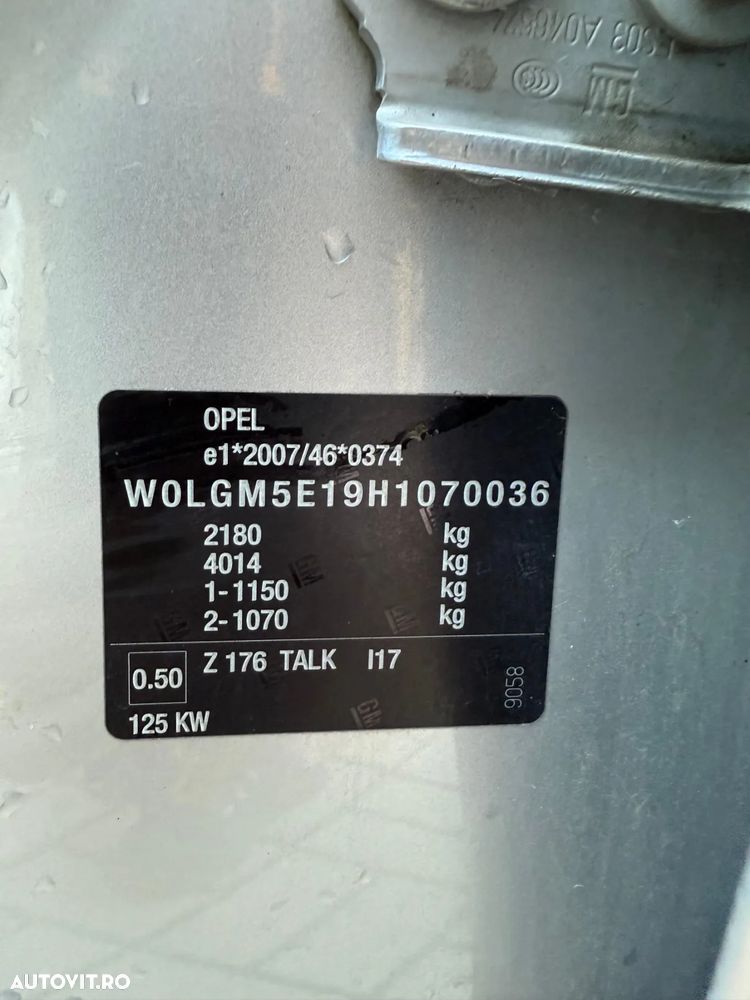 GM
OPEL
e1*2007/46*0374
W0LGM5E19H1070036
2180 kg
4014 kg
1-1150 kg
2-1070 kg
0.50 Z 176 TALK I17
125 KW
9058
AUTOVIT.RO